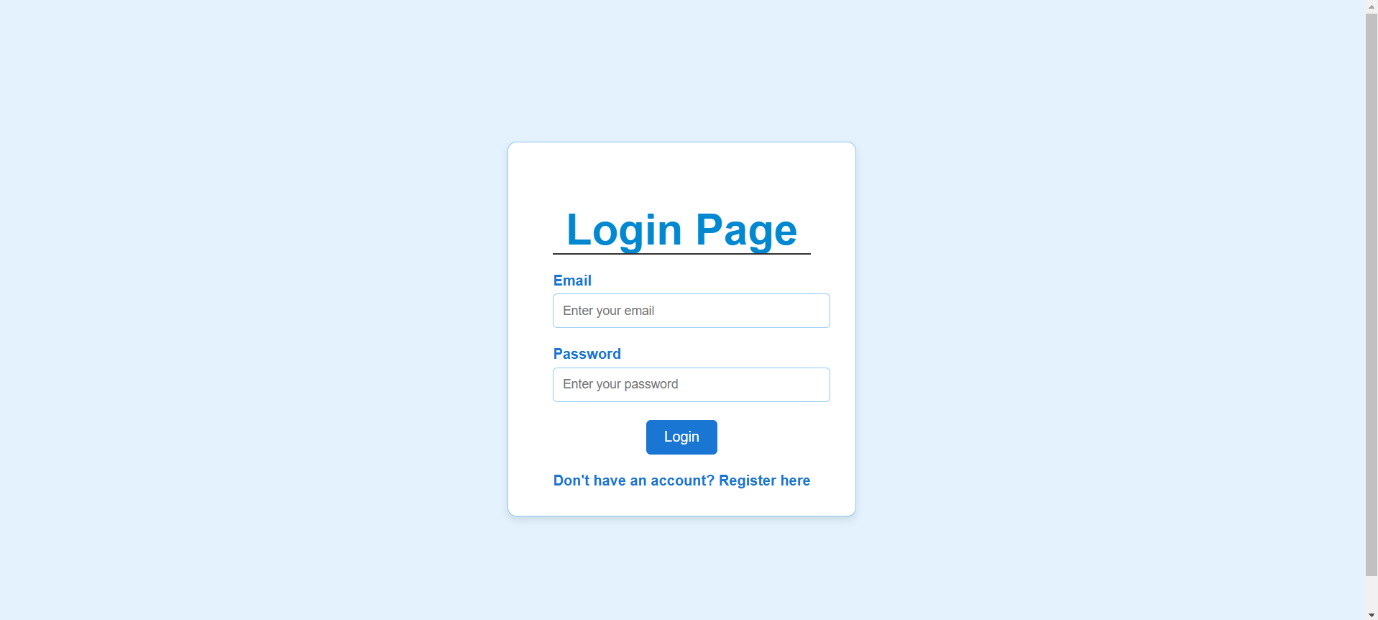 Login Page
Email
Enter your email
Password
Enter your password
Login
Don't have an account? Register here